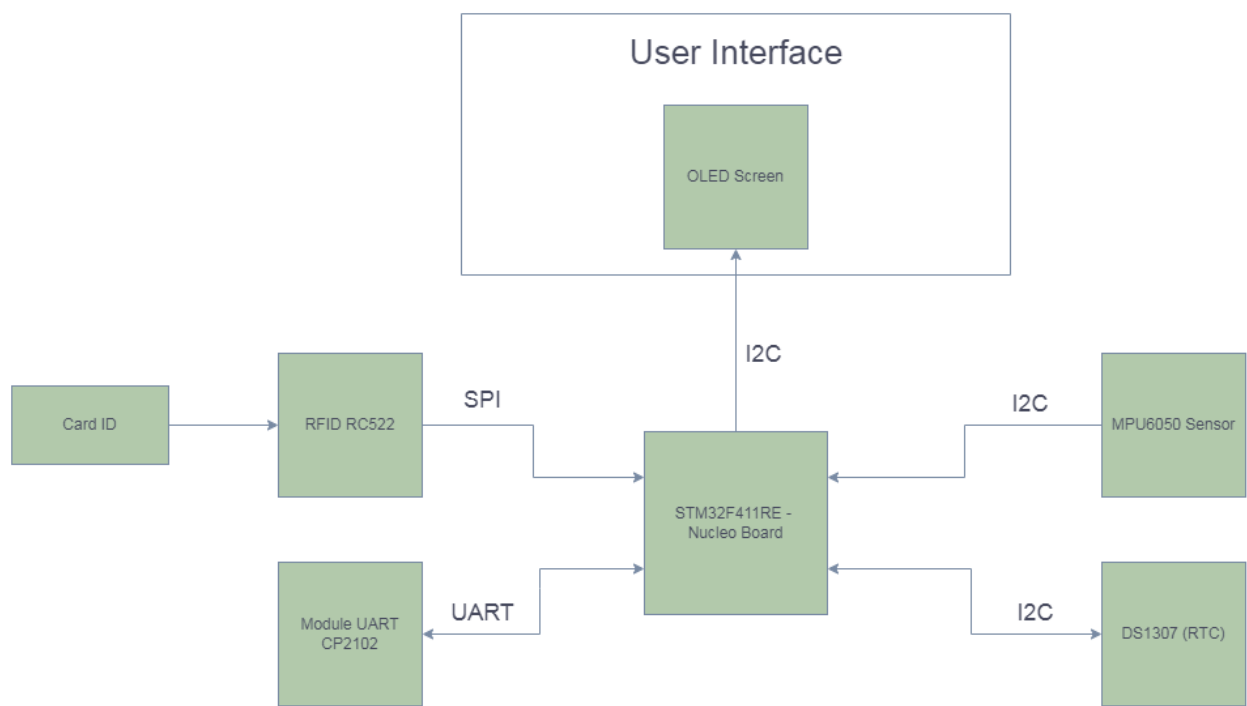 User Interface
OLED Screen
I2C
Card ID
RFID RC522
SPI
I2C
MPU6050 Sensor
STM32F411RE -
Nucleo Board
Module UART
CP2102
UART
I2C
DS1307 (RTC)